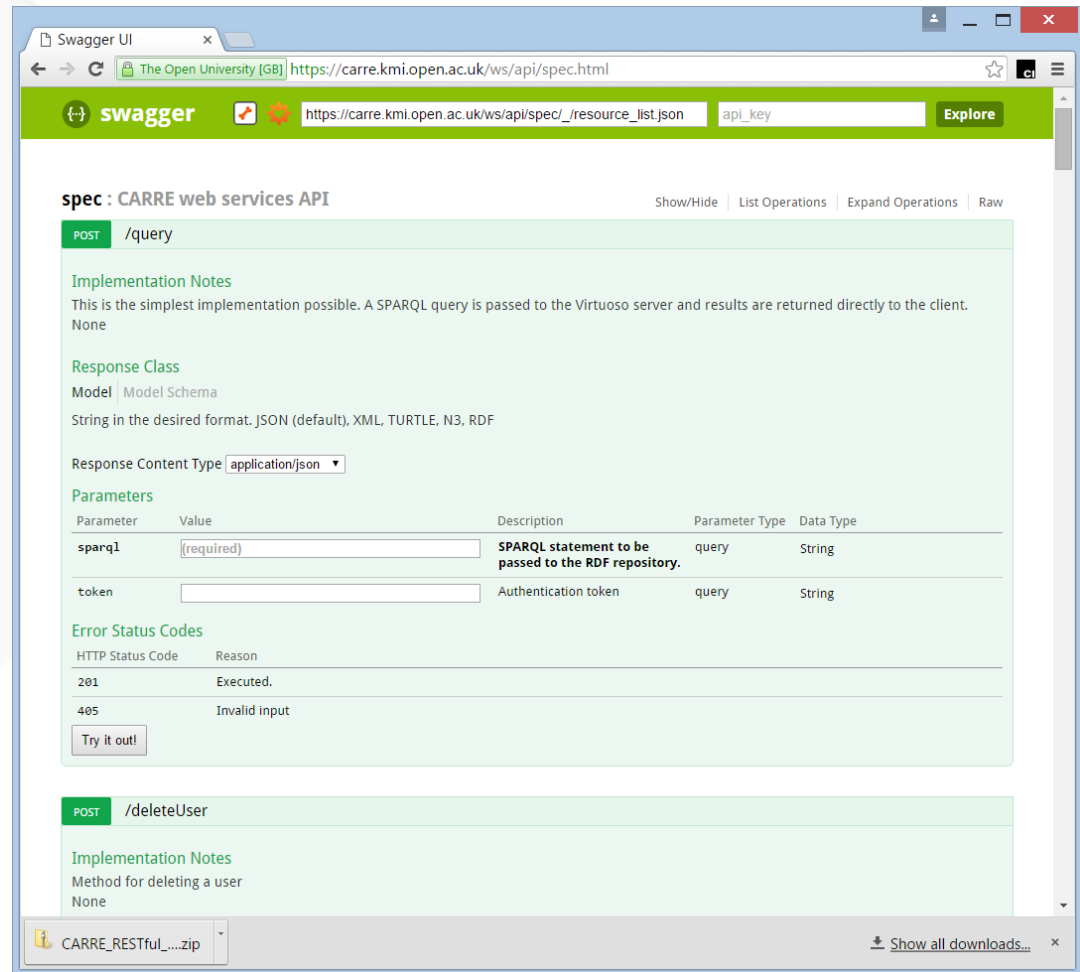 Swagger UI
The Open University [GB] https://carre.kmi.open.ac.uk/ws/api/spec.html
{··} swagger https://carre.kmi.open.ac.uk/ws/api/spec/_/resource_list.json api_key Explore
spec : CARRE web services API Show/Hide List Operations Expand Operations Raw
POST /query
Implementation Notes
This is the simplest implementation possible. A SPARQL query is passed to the Virtuoso server and results are returned directly to the client.
None
Response Class
Model Model Schema
String in the desired format. JSON (default), XML, TURTLE, N3, RDF
Response Content Type application/json
Parameters
Parameter Value Description Parameter Type Data Type
sparql (required) SPARQL statement to be passed to the RDF repository. query String
token Authentication token query String
Error Status Codes
HTTP Status Code Reason
201 Executed.
405 Invalid input
Try it out!
POST /deleteUser
Implementation Notes
Method for deleting a user
None
CARRE_RESTful_....zip Show all downloads...